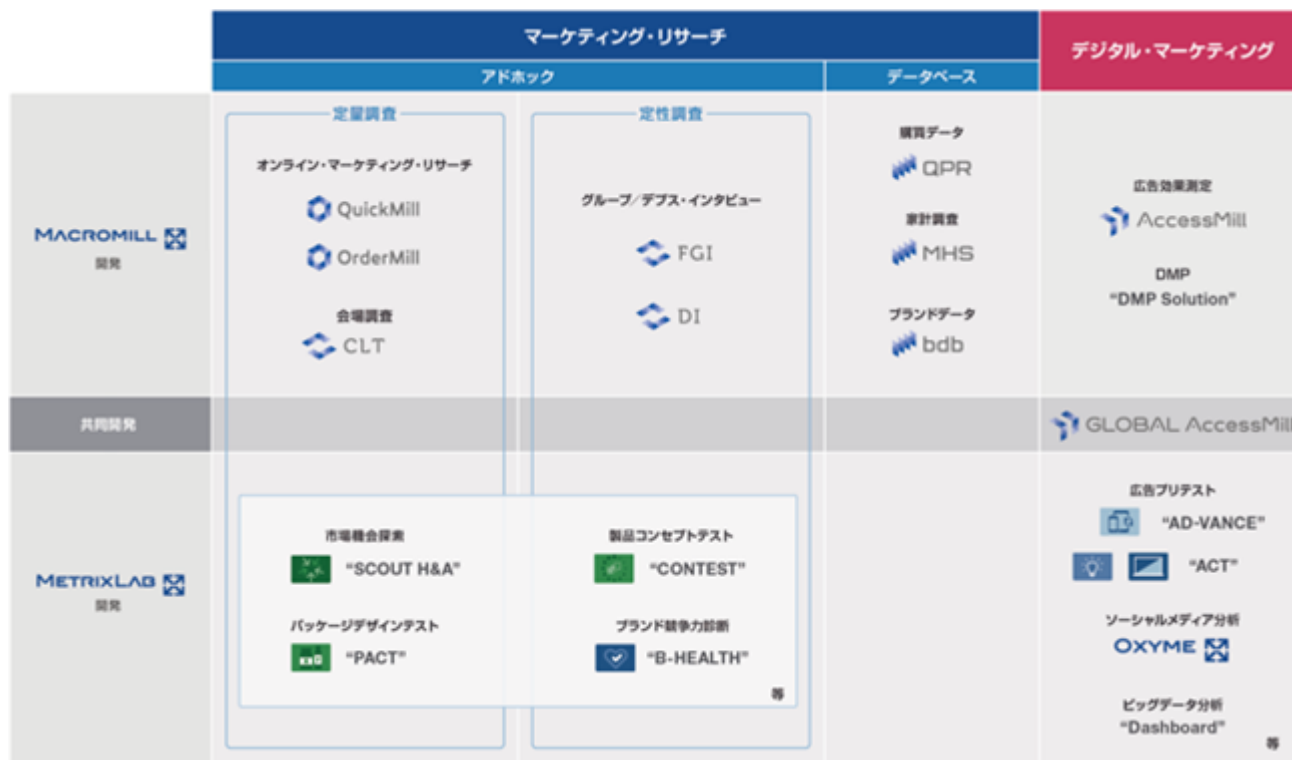 マーケティング・リサーチ
デジタル・マーケティング
アドホック
データベース
定量調査
定性調査
オンライン・マーケティング・リサーチ
QuickMill
OrderMill
会場調査
CLT
グループ/デプス・インタビュー
FGI
DI
購買データ
QPR
家計調査
MHS
ブランドデータ
bdb
広告効果測定
AccessMill
DMP
“DMP Solution”
MACROMILL
開発
共同開発
GLOBAL AccessMill
METRIXLAB
開発
市場機会探索
“SCOUT H&A”
製品コンセプトテスト
“CONTEST”
パッケージデザインテスト
“PACT”
ブランド競争力診断
“B-HEALTH”
等
広告プリテスト
“AD-VANCE”
“ACT”
ソーシャルメディア分析
OXYME
ビッグデータ分析
“Dashboard”
等